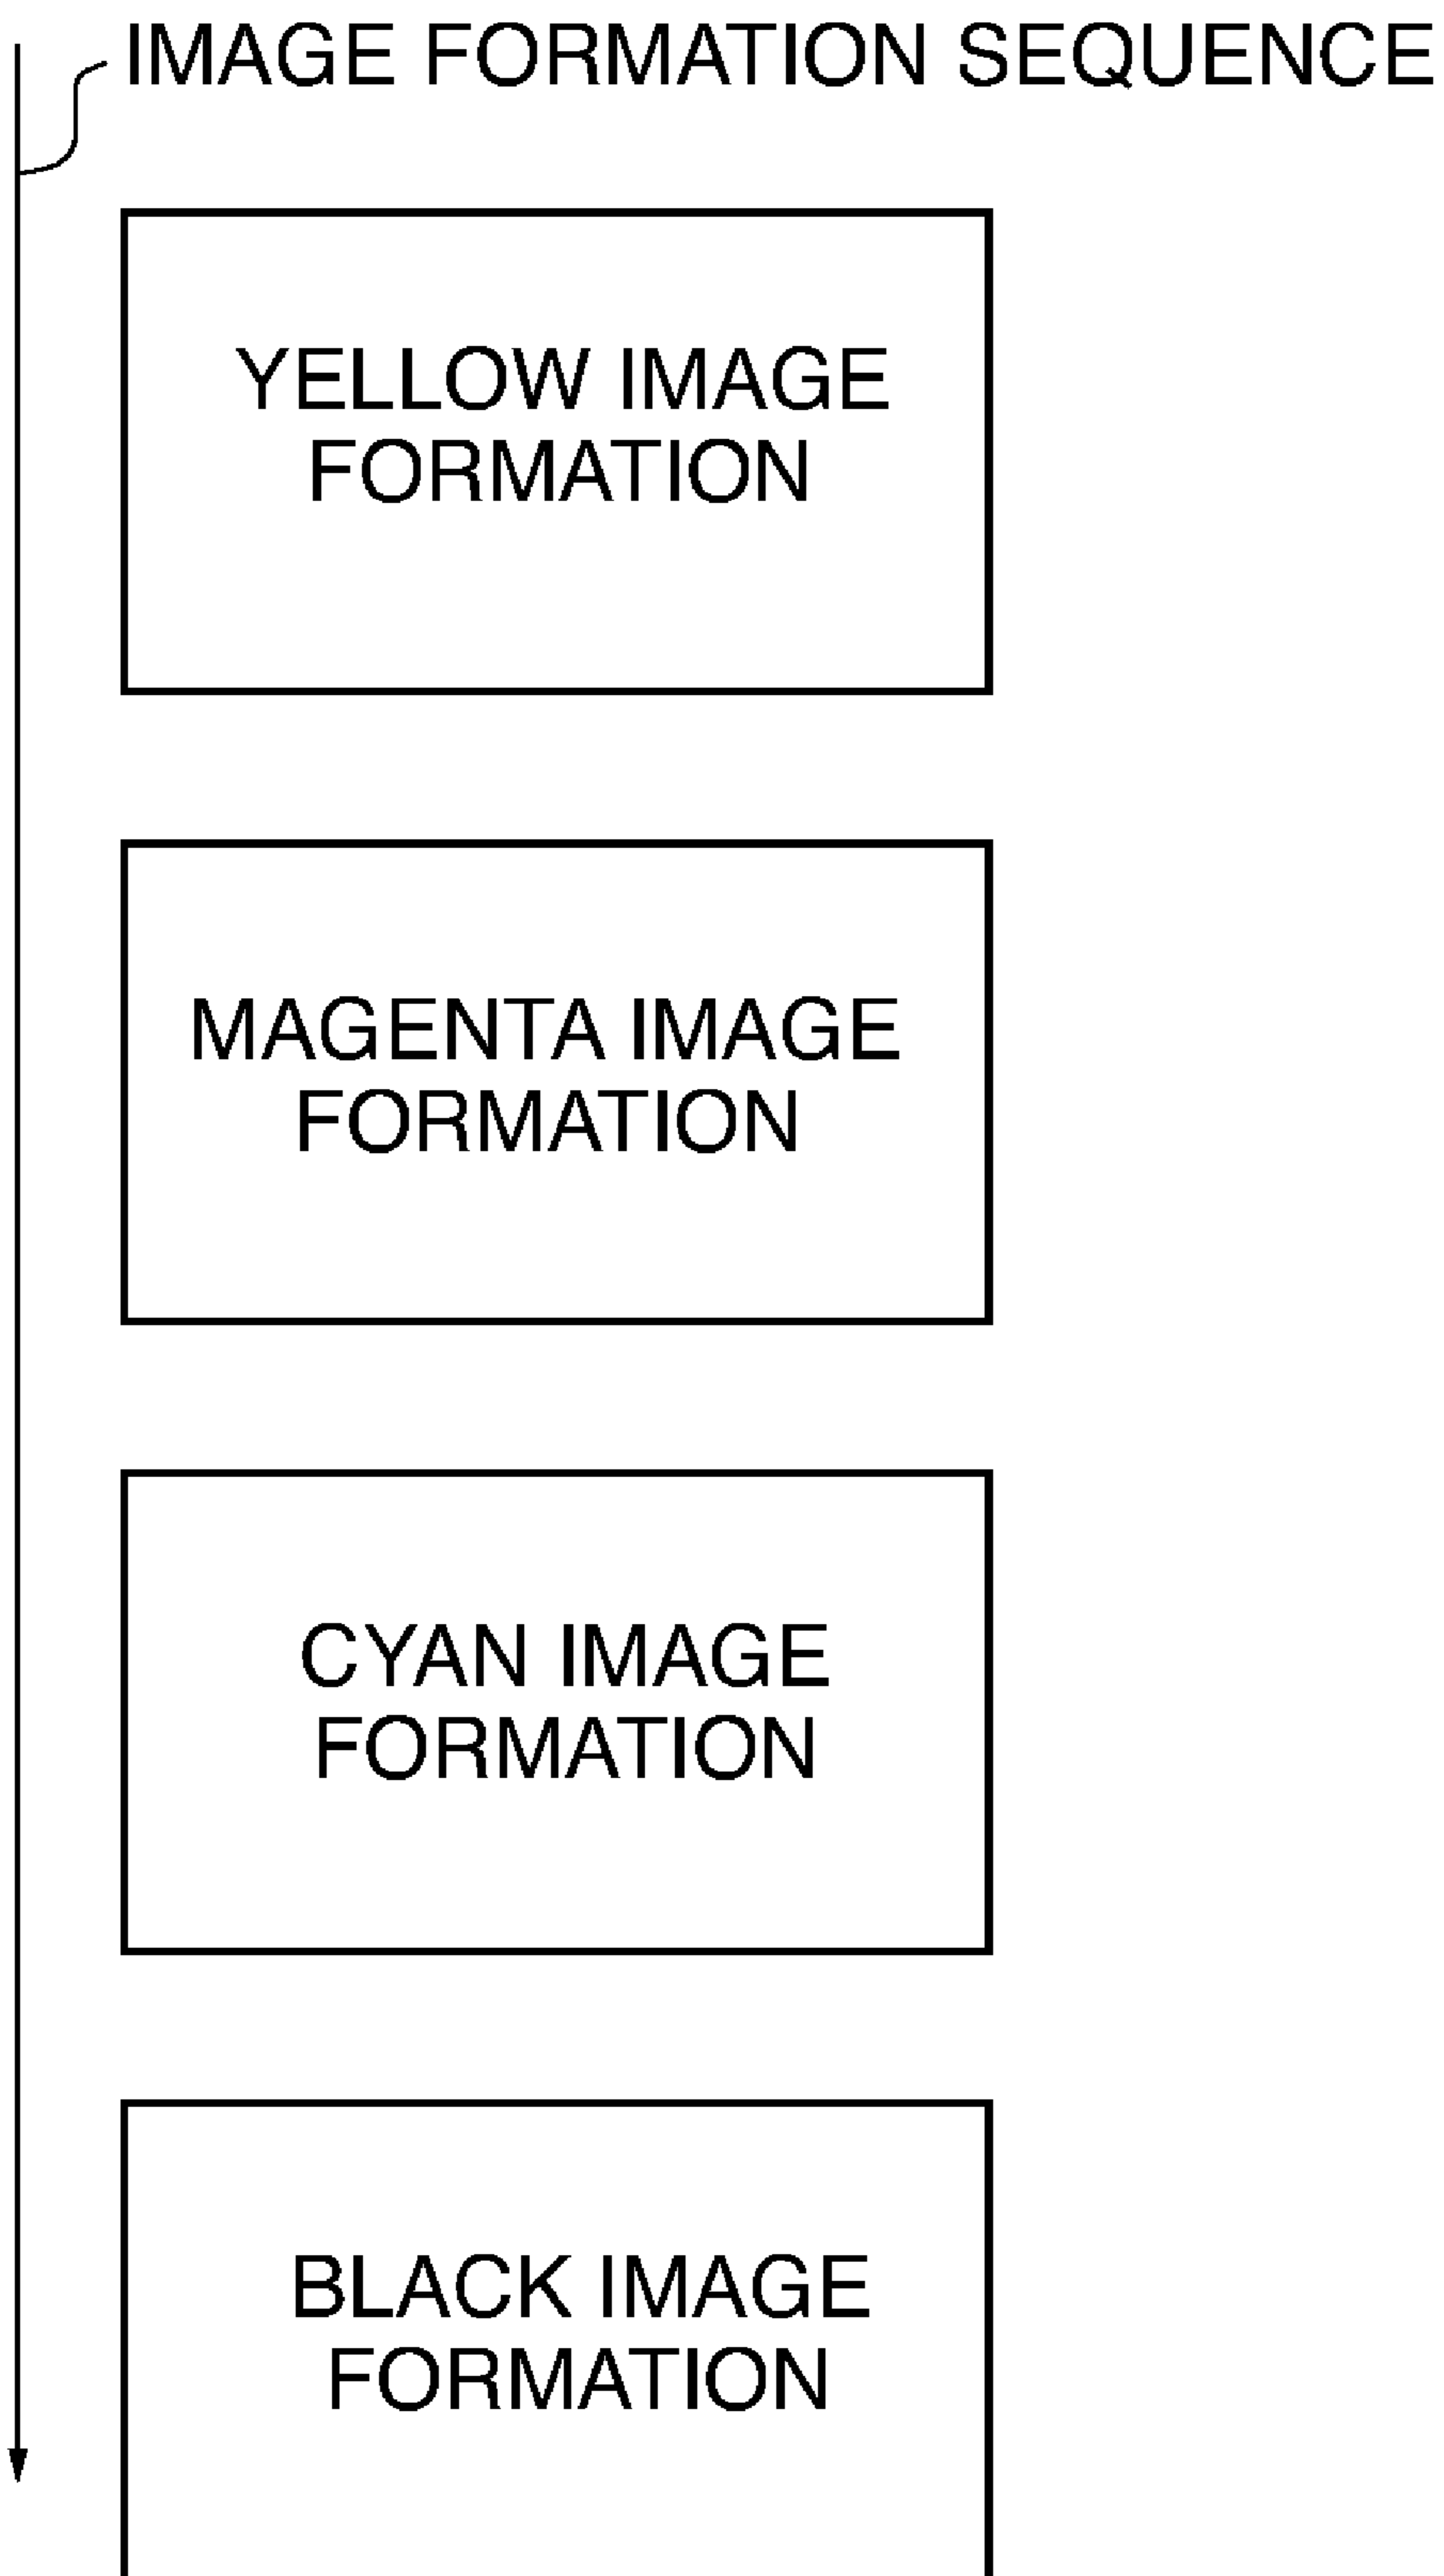 IMAGE FORMATION SEQUENCE
YELLOW IMAGE
FORMATION
MAGENTA IMAGE
FORMATION
CYAN IMAGE
FORMATION
BLACK IMAGE
FORMATION